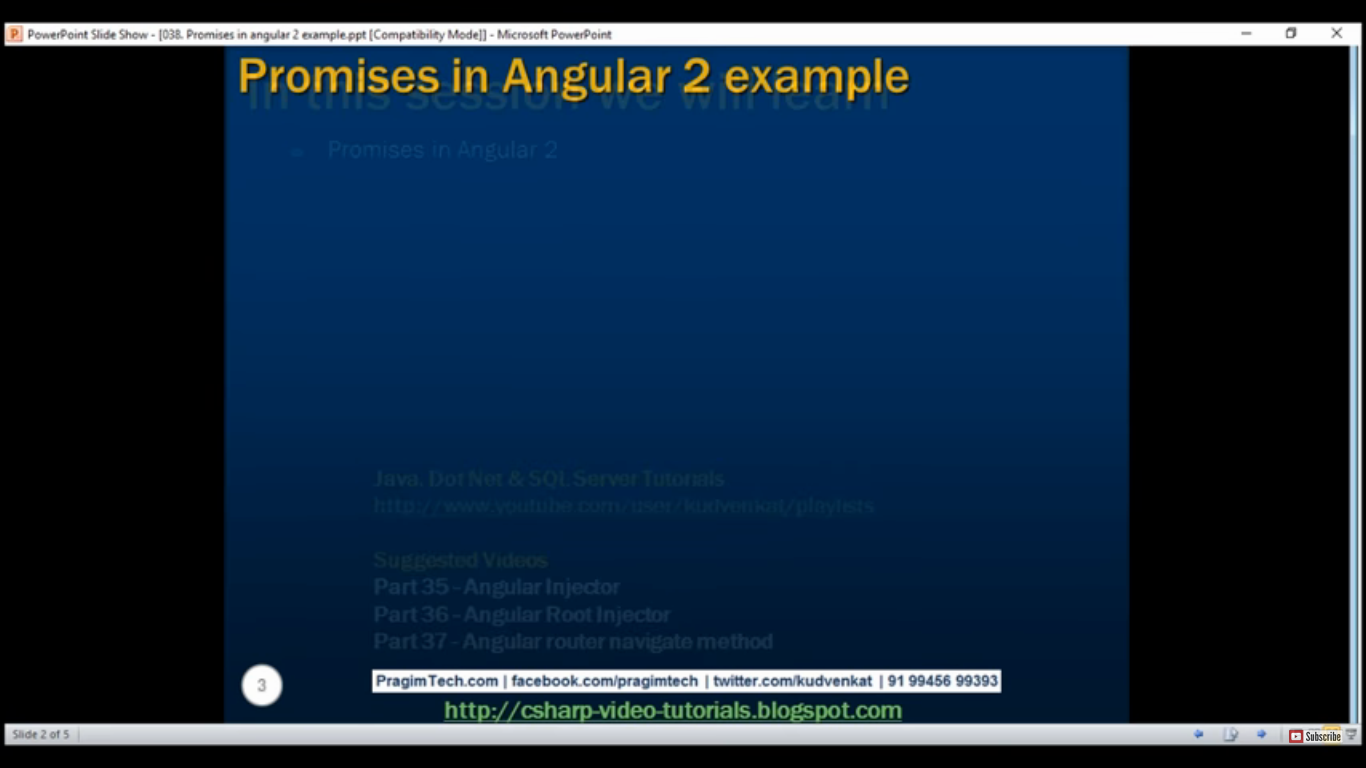 PowerPoint Slide Show - [038. Promises in angular 2 example.ppt [Compatibility Mode]] - Microsoft PowerPoint
Promises in Angular 2 example
In this session we will learn
Promises in Angular 2
Java, Dot Net & SQL Server Tutorials
http://www.youtube.com/user/kudvenkat/playlists
Suggested Videos
Part 35 - Angular Injector
Part 36 - Angular Root Injector
Part 37 - Angular router navigate method
3
PragimTech.com | facebook.com/pragimtech | twitter.com/kudvenkat | 91 99456 99393
http://csharp-video-tutorials.blogspot.com
Slide 2 of 5
Subscribe